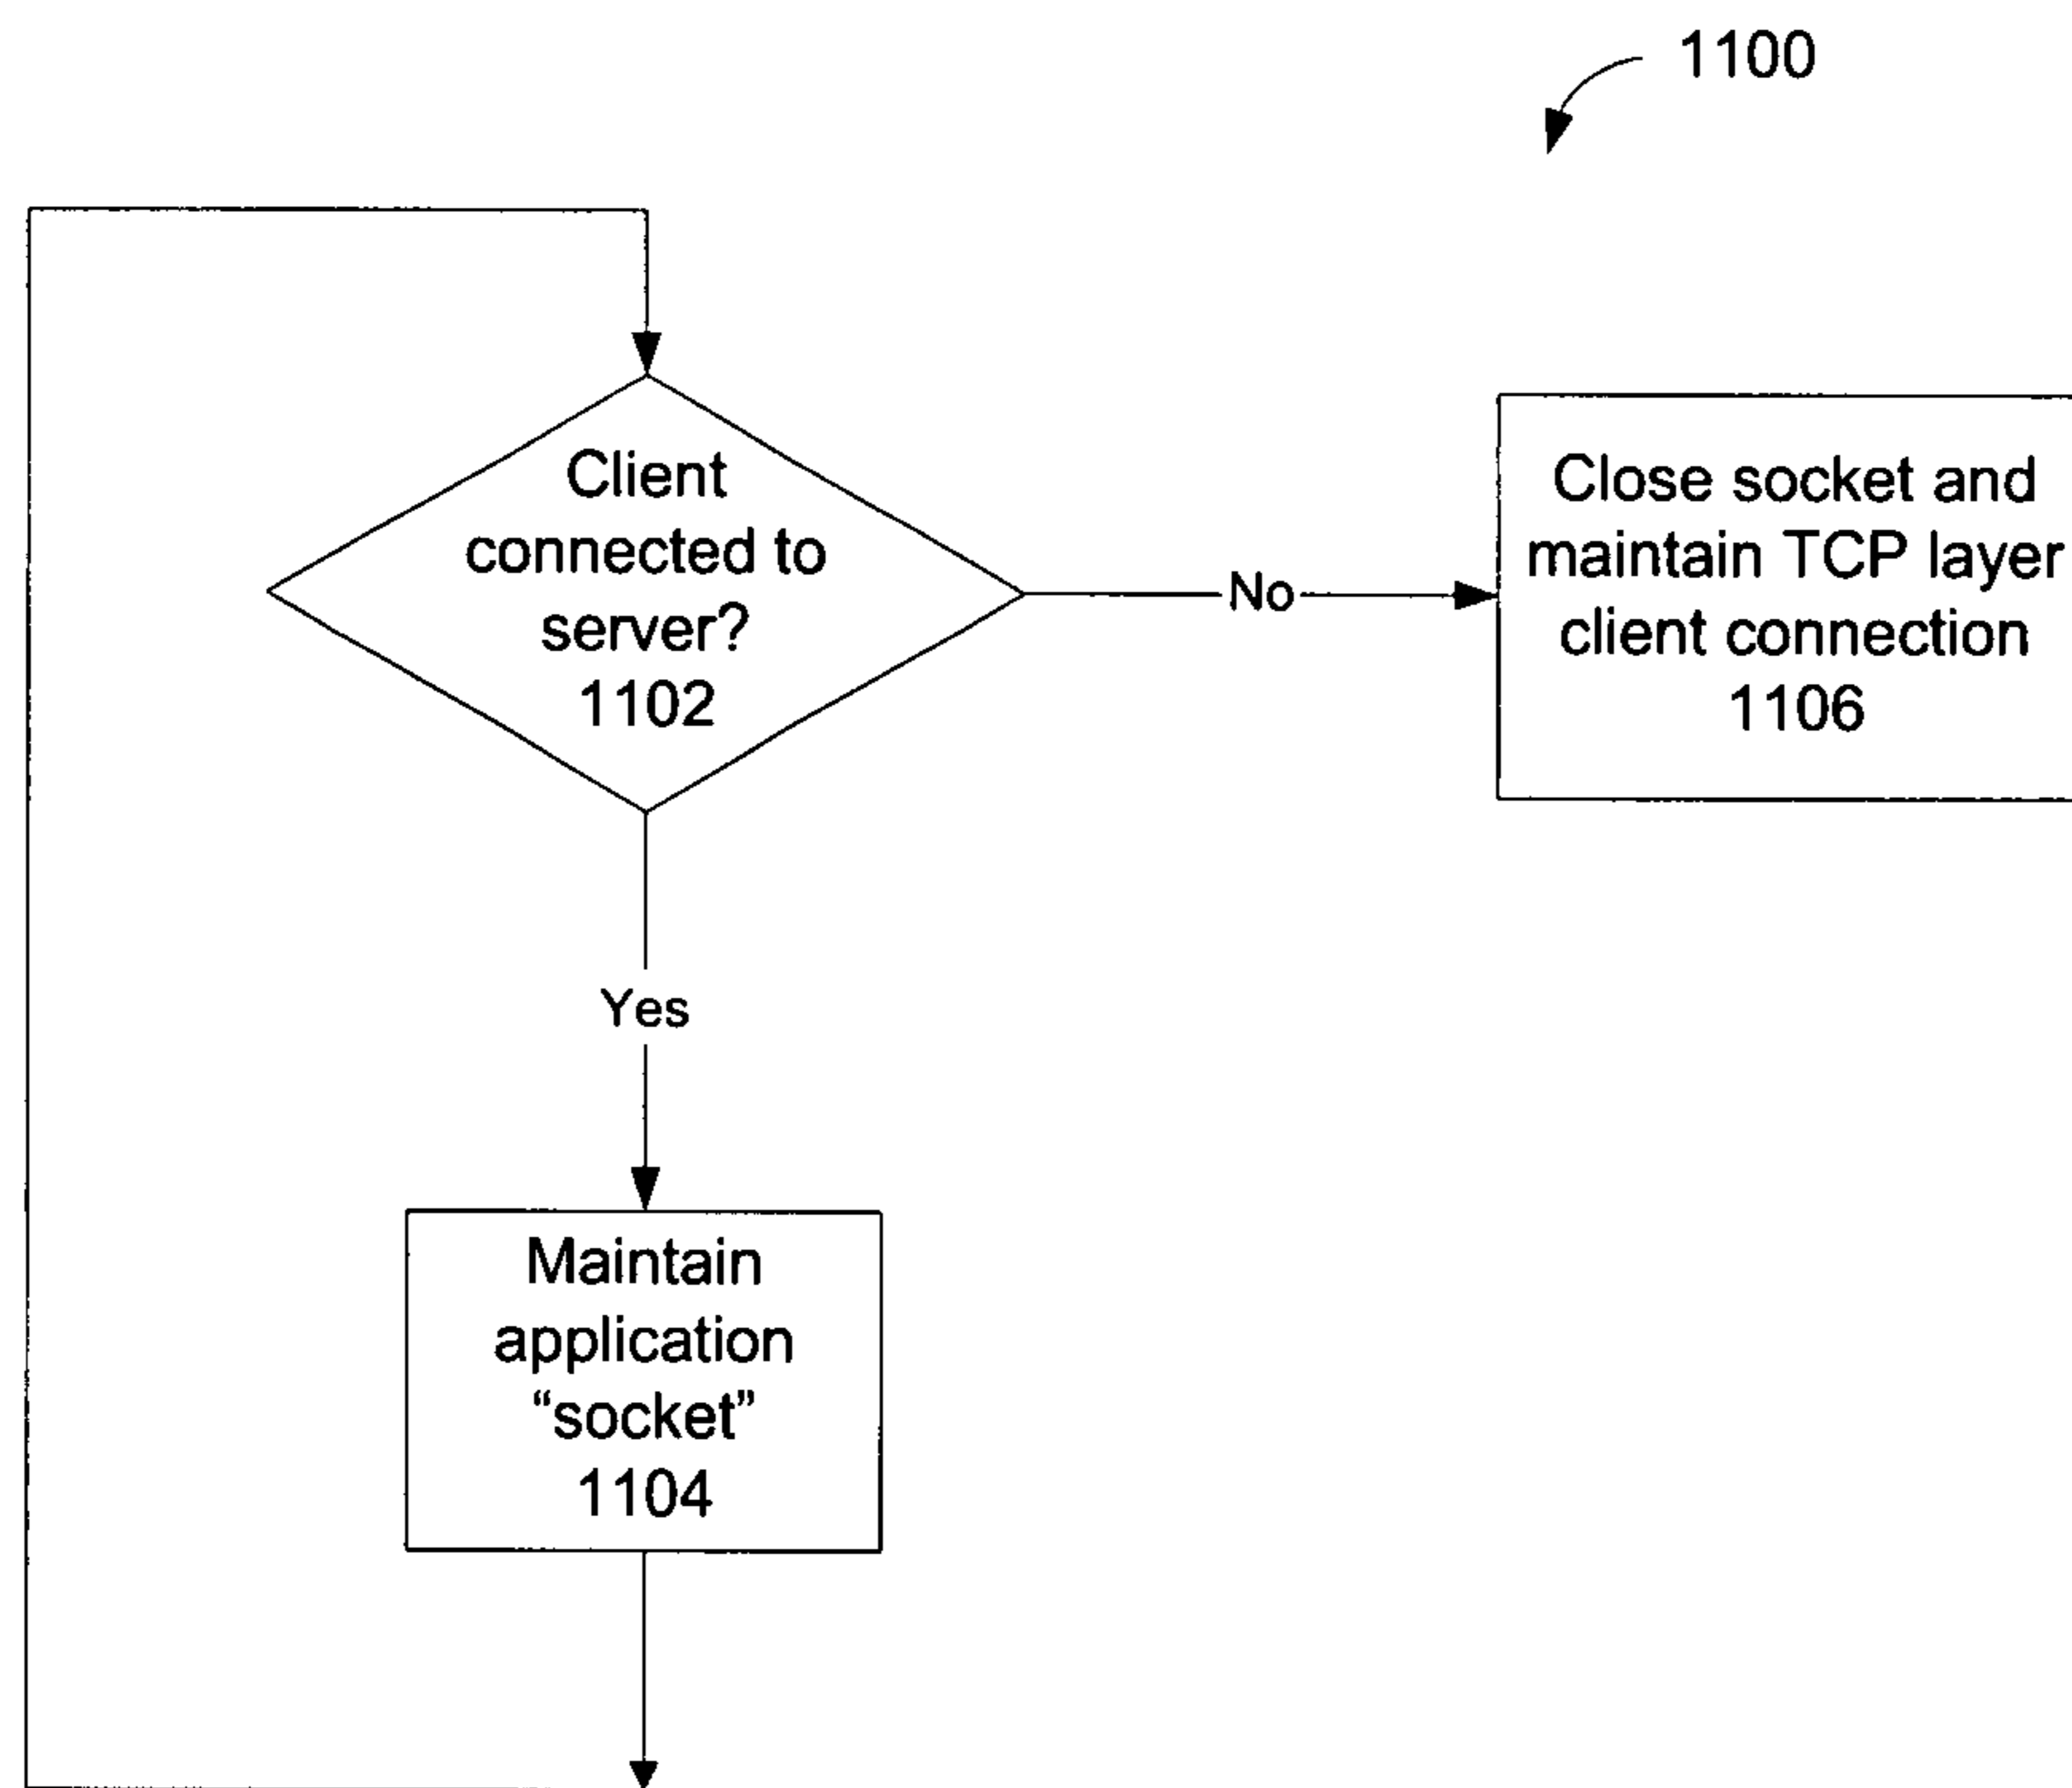 1100
Client
connected to
server?
1102
No
Close socket and
maintain TCP layer
client connection
1106
Yes
Maintain
application
“socket”
1104